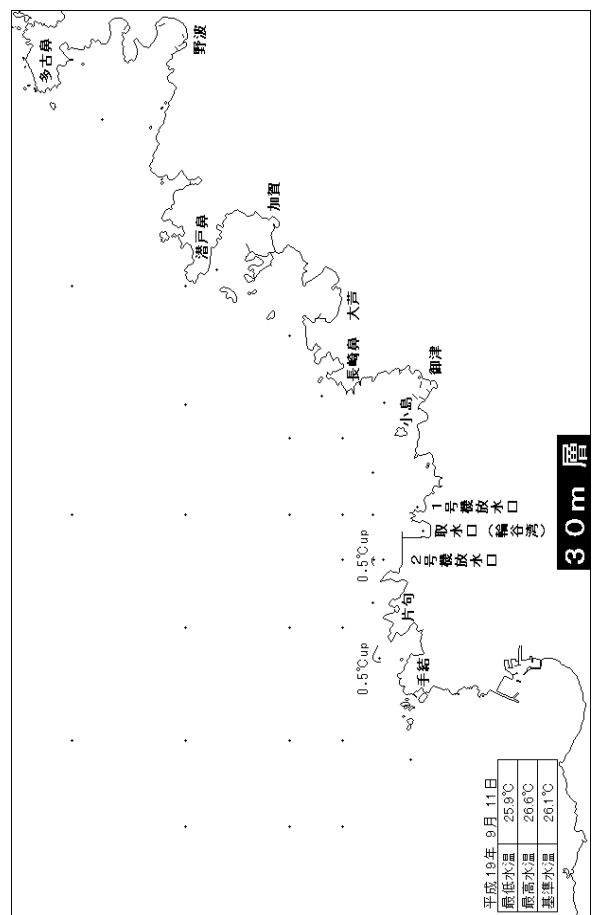 ３０ｍ 層
多古鼻
野波
潜戸鼻
加賀
大芦
長崎鼻
御津
小島
１号機放水口
取水口（輪谷湾）
２号機放水口
0.5℃up
片句
0.5℃up
手結
平成19年 9月 11日
最低水温 25.9℃
最高水温 26.6℃
基準水温 26.1℃